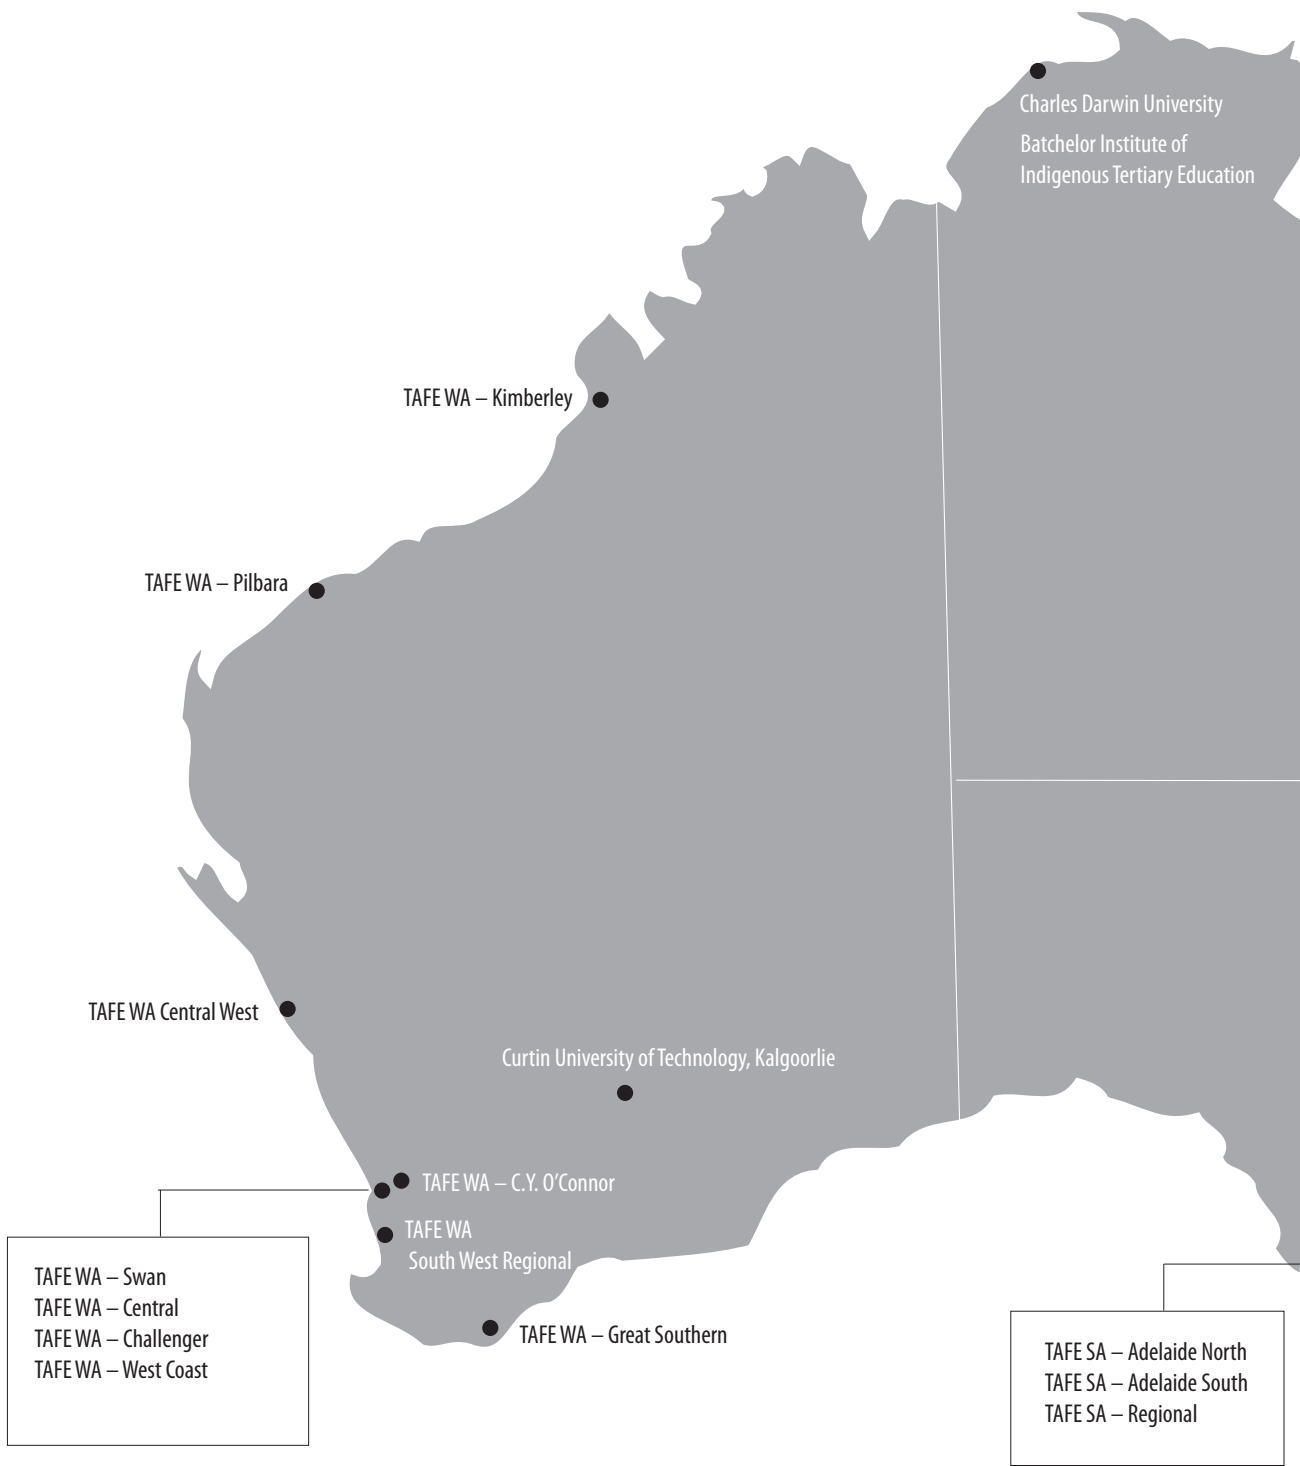 Charles Darwin University
Batchelor Institute of
Indigenous Tertiary Education
TAFE WA – Kimberley
TAFE WA – Pilbara
TAFE WA Central West
Curtin University of Technology, Kalgoorlie
TAFE WA – C.Y. O’Connor
TAFE WA
South West Regional
TAFE WA – Swan
TAFE WA – Central
TAFE WA – Challenger
TAFE WA – West Coast
TAFE WA – Great Southern
TAFE SA – Adelaide North
TAFE SA – Adelaide South
TAFE SA – Regional